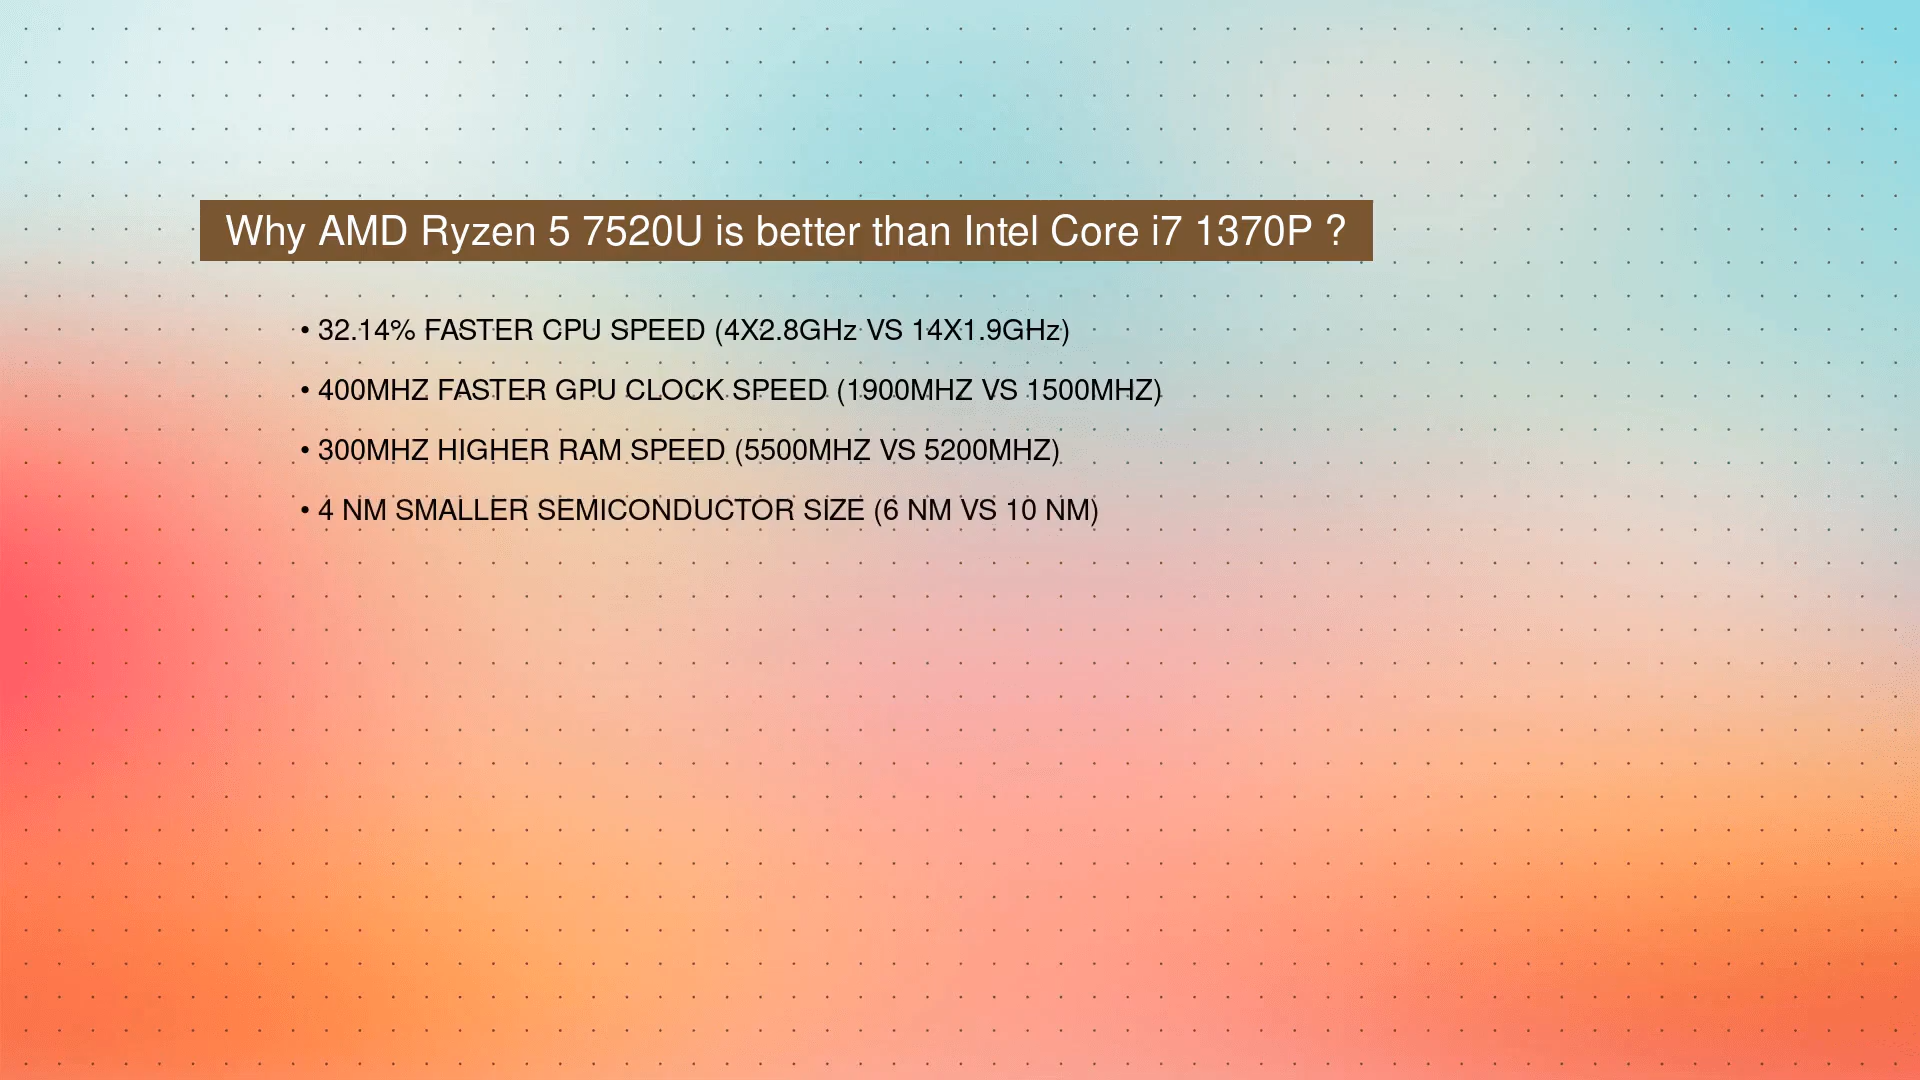 Why AMD Ryzen 5 7520U is better than Intel Core i7 1370P ?
• 32.14% FASTER CPU SPEED (4X2.8GHz VS 14X1.9GHz)
• 400MHZ FASTER GPU CLOCK SPEED (1900MHZ VS 1500MHZ)
• 300MHZ HIGHER RAM SPEED (5500MHZ VS 5200MHZ)
• 4 NM SMALLER SEMICONDUCTOR SIZE (6 NM VS 10 NM)